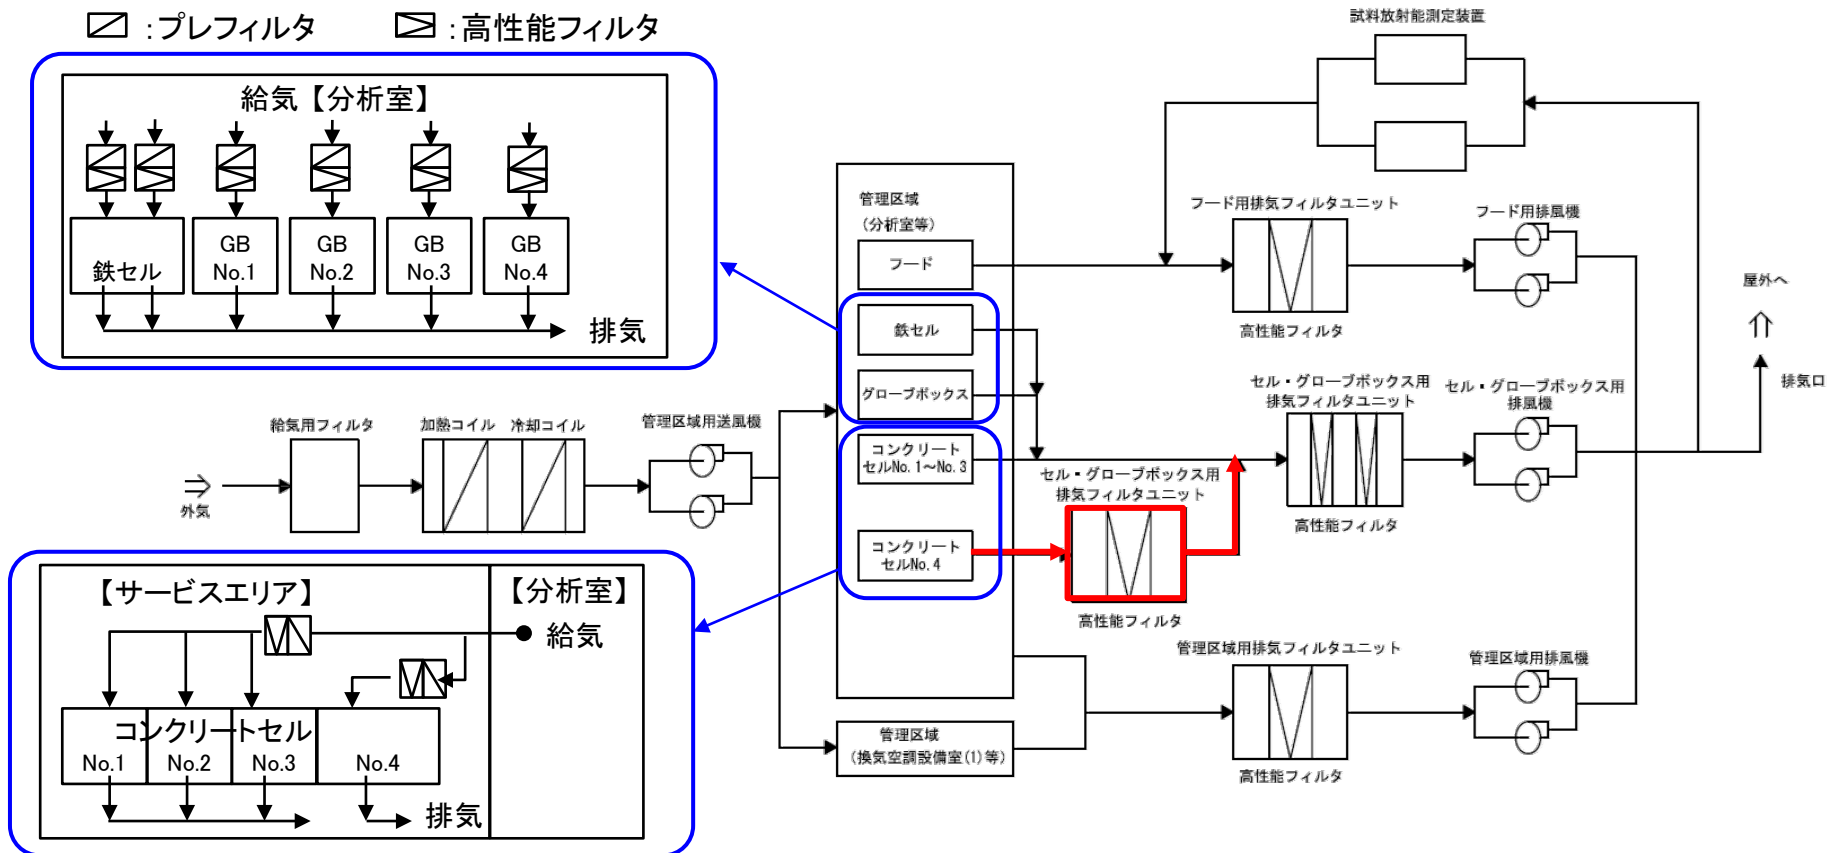 ：プレフィルタ
：高性能フィルタ
給気【分析室】
鉄セル
GB
No.1
GB
No.2
GB
No.3
GB
No.4
排気
試料放射能測定装置
管理区域
(分析室等)
フード
鉄セル
グローブボックス
コンクリート
セルNo.1～No.3
コンクリート
セルNo.4
フード用排気フィルタユニット
高性能フィルタ
フード用排風機
屋外へ
排気口
セル・グローブボックス用
排気フィルタユニット
高性能フィルタ
セル・グローブボックス用
排風機
給気用フィルタ
加熱コイル
冷却コイル
管理区域用送風機
外気
セル・グローブボックス用
排気フィルタユニット
高性能フィルタ
管理区域用排気フィルタユニット
高性能フィルタ
管理区域用排風機
管理区域
(換気空調設備室(1)等)
【サービスエリア】
【分析室】
給気
コンクリートセル
No.1
No.2
No.3
No.4
排気